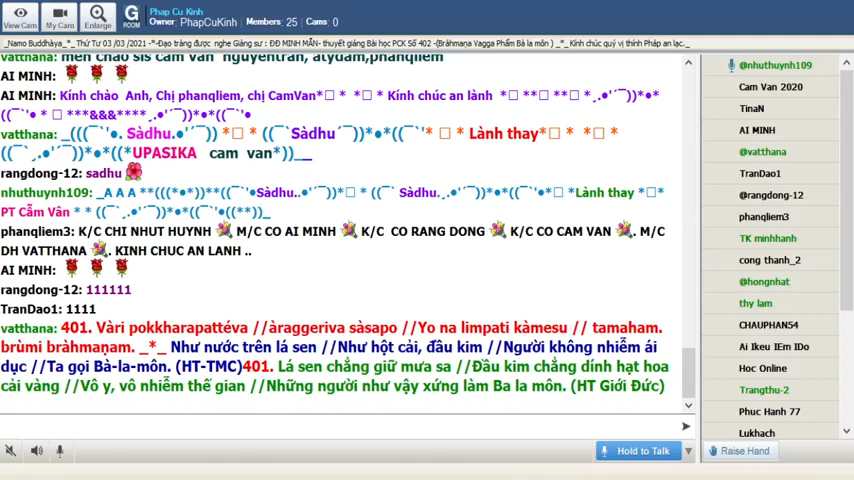 Phap Cu Kinh
Owner: PhapCuKinh Members: 25 Cams: 0
View Cam My Cam Enlarge G ROOM
_Namo Buddhàya_*_ Thứ Tư 03 /03 /2021 -*-Đạo tràng được nghe Giảng sư : ĐĐ MINH MẪN- thuyết giảng Bài học PCK Số 402 -(Bràhmaṇa Vagga Phẩm Bà la môn ) _*_ Kính chúc quý vị thính Pháp an lạc._
vatthana: men chao sis cam van nguyentran, atydam,phanqliem
AI MINH:
AI MINH: Kính chào Anh, Chị phanqliem, chị CamVan*□ * *□ * Kính chúc an lành *□ **□ **□ *¸.•'´¯))*•*
((¯`'•* □ ***&&&****¸.•'´¯))*•*((¯`'•
vatthana: _(((¯`'•. Sàdhu.•'´¯)) *□ * ((¯`Sàdhu´¯))*•*((¯`'*□ * Lành thay*□ * *□ *
((¯`¸.•'´¯))*•*((*UPASIKA cam van*))__
rangdong-12: sadhu
nhuthuynh109: _A A A **(((*•*))**((¯`'•Sàdhu..•'´¯))*□ * ((¯` Sàdhu.¸.•'´¯))*•*((¯`'•*□ *Lành thay *□*
PT Cẩm Vân * * ((¯`¸.•'´¯))*•*((¯`'•((**))_
phanqliem3: K/C CHI NHUT HUYNH M/C CO AI MINH K/C CO RANG DONG K/C CO CAM VAN . M/C
DH VATTHANA . KINH CHUC AN LANH ..
AI MINH:
rangdong-12: 111111
TranDao1: 1111
vatthana: 401. Vàri pokkharapattéva //àraggeriva sàsapo //Yo na limpati kàmesu // tamaham.
brùmi bràhmaṇam. _*_ Như nước trên lá sen //Như hột cải, đầu kim //Người không nhiễm ái
dục //Ta gọi Bà-la-môn. (HT-TMC)401. Lá sen chẳng giữ mưa sa //Đầu kim chẳng dính hạt hoa
cải vàng //Vô y, vô nhiễm thế gian //Những người như vậy xứng làm Ba la môn. (HT Giới Đức)
Hold to Talk
Raise Hand
@nhuthuynh109
Cam Van 2020
TinaN
AI MINH
@vatthana
TranDao1
@rangdong-12
phanqliem3
TK minhhanh
cong thanh_2
@hongnhat
thy lam
CHAUPHAN54
Ai Ikeu IEm IDo
Hoc Online
Trangthu-2
Phuc Hanh 77
Lukhach